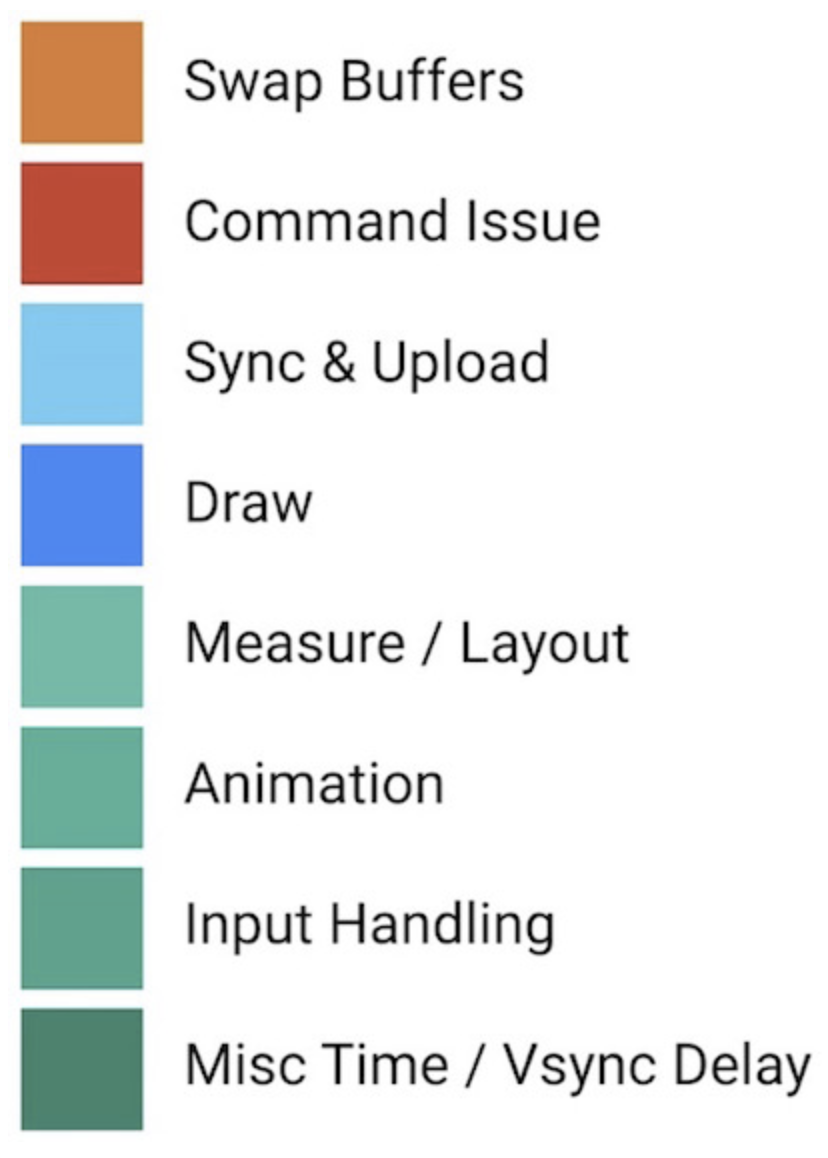 Swap Buffers
Command Issue
Sync & Upload
Draw
Measure / Layout
Animation
Input Handling
Misc Time / Vsync Delay